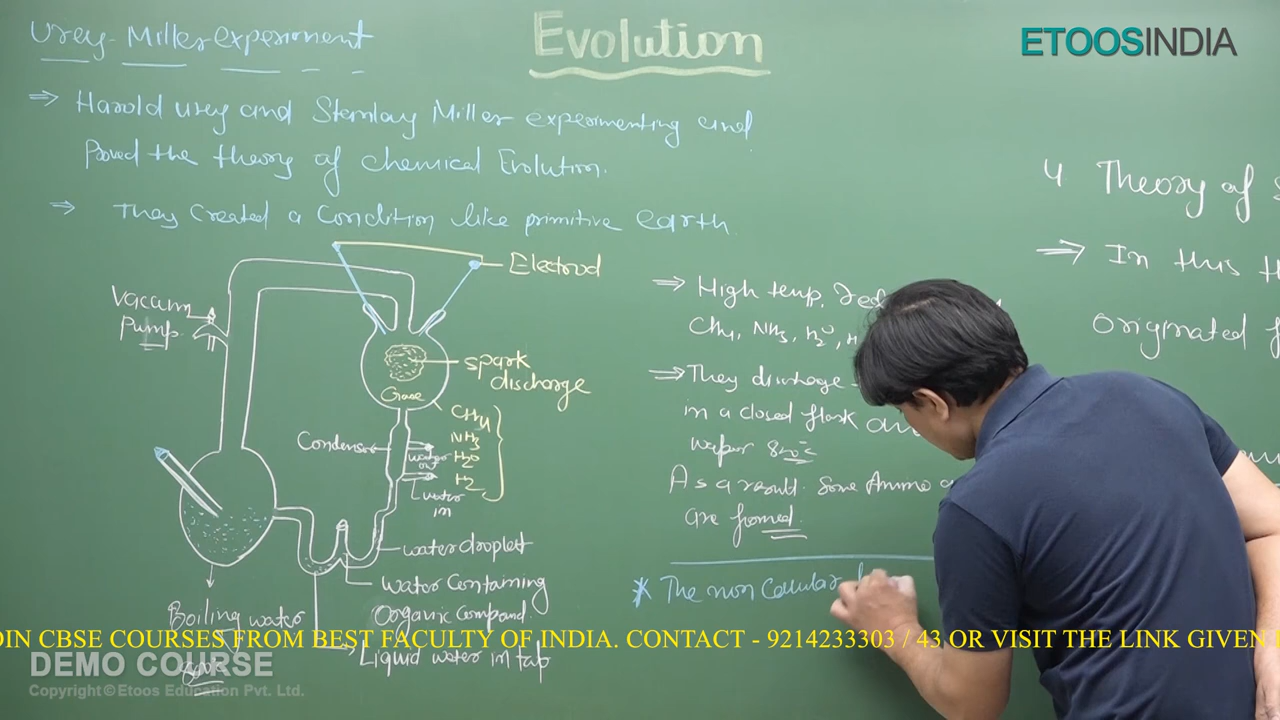 Urey-Miller experiment
Evolution
ETOOSINDIA
⇒ Harold urey and Stanlay Miller experimenting and
Proved the theory of chemical Evolution.
⇒ They Created a Condition like primitive earth.
4 Theory of
⇒ In this
Originated
Electrod
Vaccum
Pump.
spark
discharge
Gase
CH4
NH3
H2O
H2
Condenser
water
out
water
in
water droplet
water Containing
Organic Compound.
Liquid water in tap
Boiling water
⇒ High temp.
CH4, NH3, H2O, H
⇒ They discharge
in a closed flask
wapor 800°C
As a result. Some Amino
are formed.
* The non Cellular
JOIN CBSE COURSES FROM BEST FACULTY OF INDIA. CONTACT - 9214233303 / 43 OR VISIT THE LINK GIVEN
DEMO COURSE
Copyright © Etoos Education Pvt. Ltd.